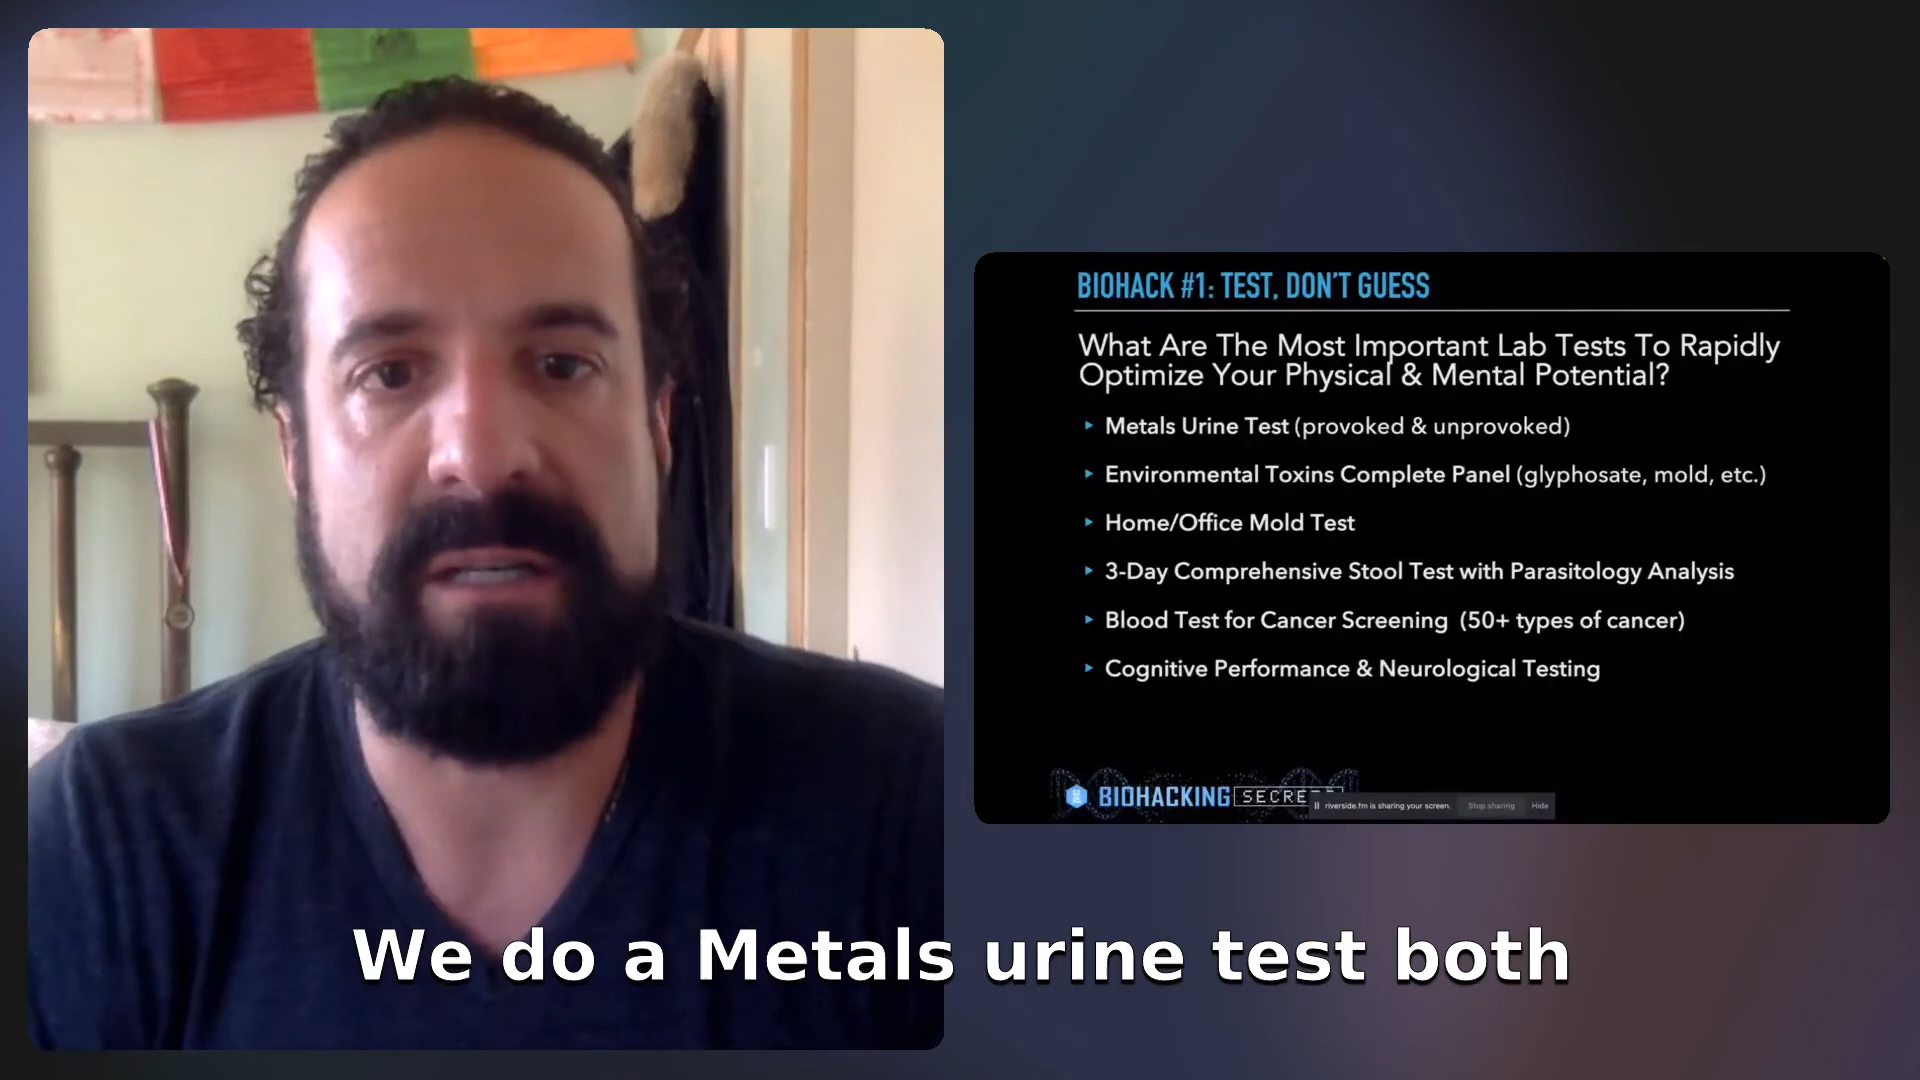 BIOHACK #1: TEST, DON'T GUESS
What Are The Most Important Lab Tests To Rapidly
Optimize Your Physical & Mental Potential?
▸ Metals Urine Test (provoked & unprovoked)
▸ Environmental Toxins Complete Panel (glyphosate, mold, etc.)
▸ Home/Office Mold Test
▸ 3-Day Comprehensive Stool Test with Parasitology Analysis
▸ Blood Test for Cancer Screening (50+ types of cancer)
▸ Cognitive Performance & Neurological Testing
BIOHACKING SECRE
riverside.fm is sharing your screen. Stop sharing Hide
We do a Metals urine test both